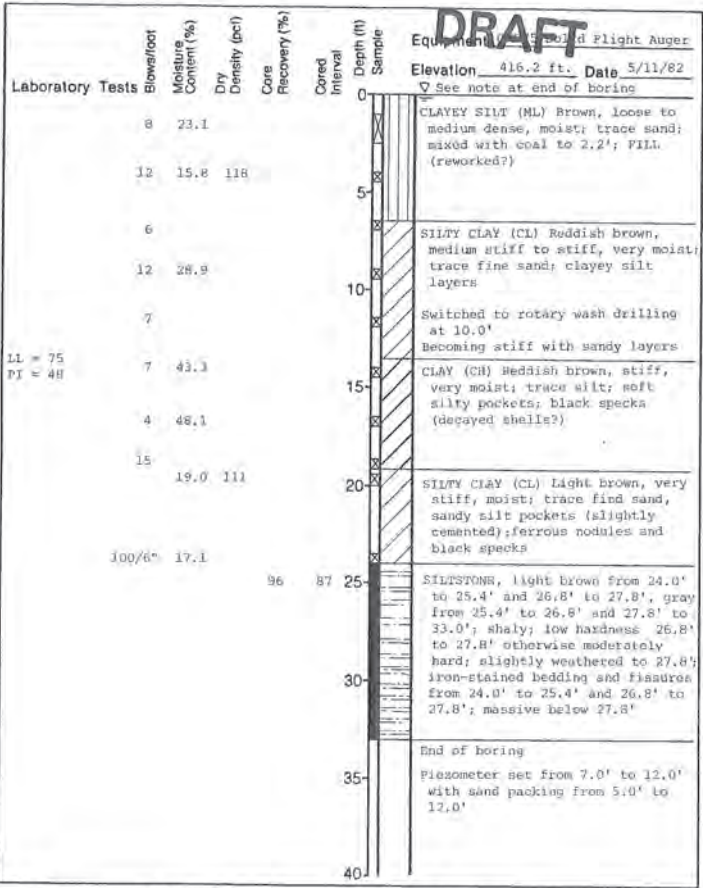 DRAFT
Equipment Solid Flight Auger
Elevation 416.2 ft. Date 5/11/82
∇ See note at end of boring
Laboratory Tests
Blows/foot
Moisture Content (%)
Dry Density (pcf)
Core Recovery (%)
Cored Interval
Depth (ft)
Sample
0
CLAYEY SILT (ML) Brown, loose to
medium dense, moist; trace sand;
mixed with coal to 2.2'; FILL
(reworked?)
8 23.1
12 15.8 118
5
6
SILTY CLAY (CL) Reddish brown,
medium stiff to stiff, very moist;
trace fine sand; clayey silt
layers
12 28.9
10
Switched to rotary wash drilling
at 10.0'
Becoming stiff with sandy layers
7
LL = 75
PI = 48
7 43.3
CLAY (CH) Reddish brown, stiff,
very moist; trace silt; soft
silty pockets; black specks
(decayed shells?)
15
4 48.1
15
19.0 111
20
SILTY CLAY (CL) Light brown, very
stiff, moist; trace find sand,
sandy silt pockets (slightly
cemented);ferrous nodules and
black specks
100/6" 17.1
96 87 25
SILTSTONE, light brown from 24.0'
to 25.4' and 26.8' to 27.8', gray
from 25.4' to 26.8' and 27.8' to
33.0'; shaly; low hardness 26.8'
to 27.8' otherwise moderately
hard; slightly weathered to 27.8';
iron-stained bedding and fissures
from 24.0' to 25.4' and 26.8' to
27.8'; massive below 27.8'
30
End of boring
35
Piezometer set from 7.0' to 12.0'
with sand packing from 5.0' to
12.0'
40